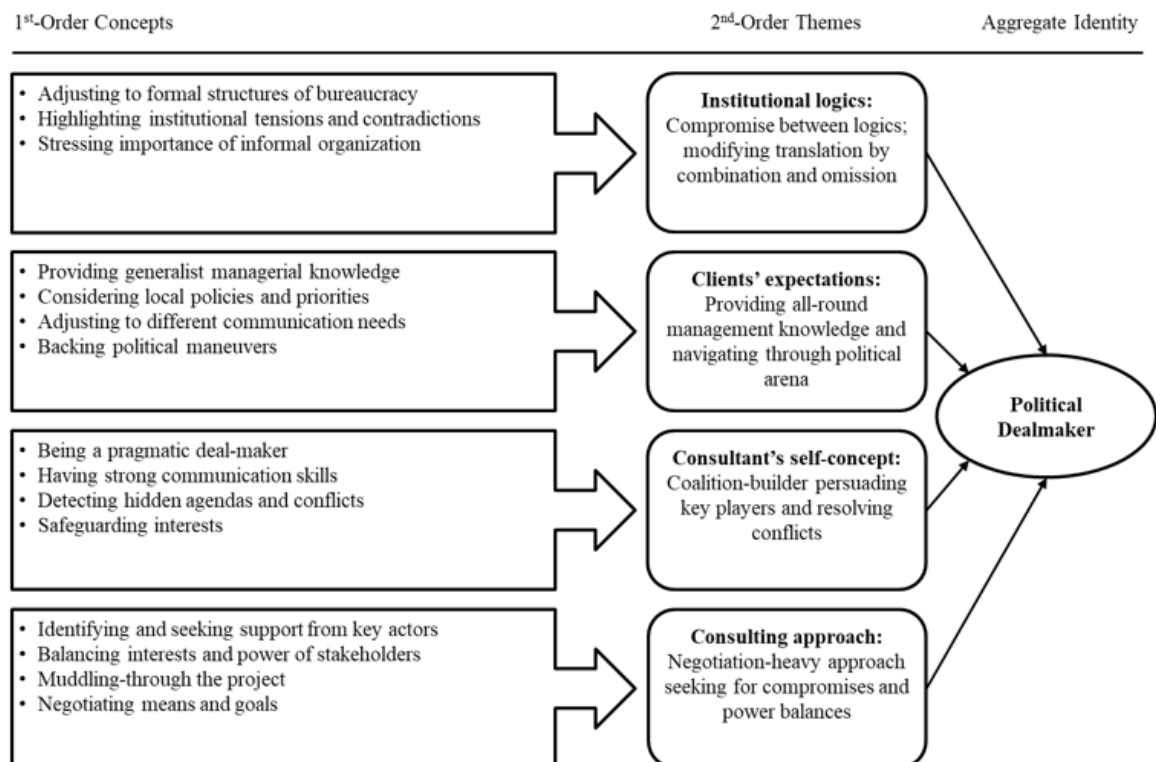 1st-Order Concepts
2nd-Order Themes
Aggregate Identity
• Adjusting to formal structures of bureaucracy
• Highlighting institutional tensions and contradictions
• Stressing importance of informal organization
Institutional logics:
Compromise between logics;
modifying translation by
combination and omission
• Providing generalist managerial knowledge
• Considering local policies and priorities
• Adjusting to different communication needs
• Backing political maneuvers
Clients’ expectations:
Providing all-round
management knowledge and
navigating through political
arena
• Being a pragmatic deal-maker
• Having strong communication skills
• Detecting hidden agendas and conflicts
• Safeguarding interests
Consultant’s self-concept:
Coalition-builder persuading
key players and resolving
conflicts
• Identifying and seeking support from key actors
• Balancing interests and power of stakeholders
• Muddling-through the project
• Negotiating means and goals
Consulting approach:
Negotiation-heavy approach
seeking for compromises and
power balances
Political
Dealmaker